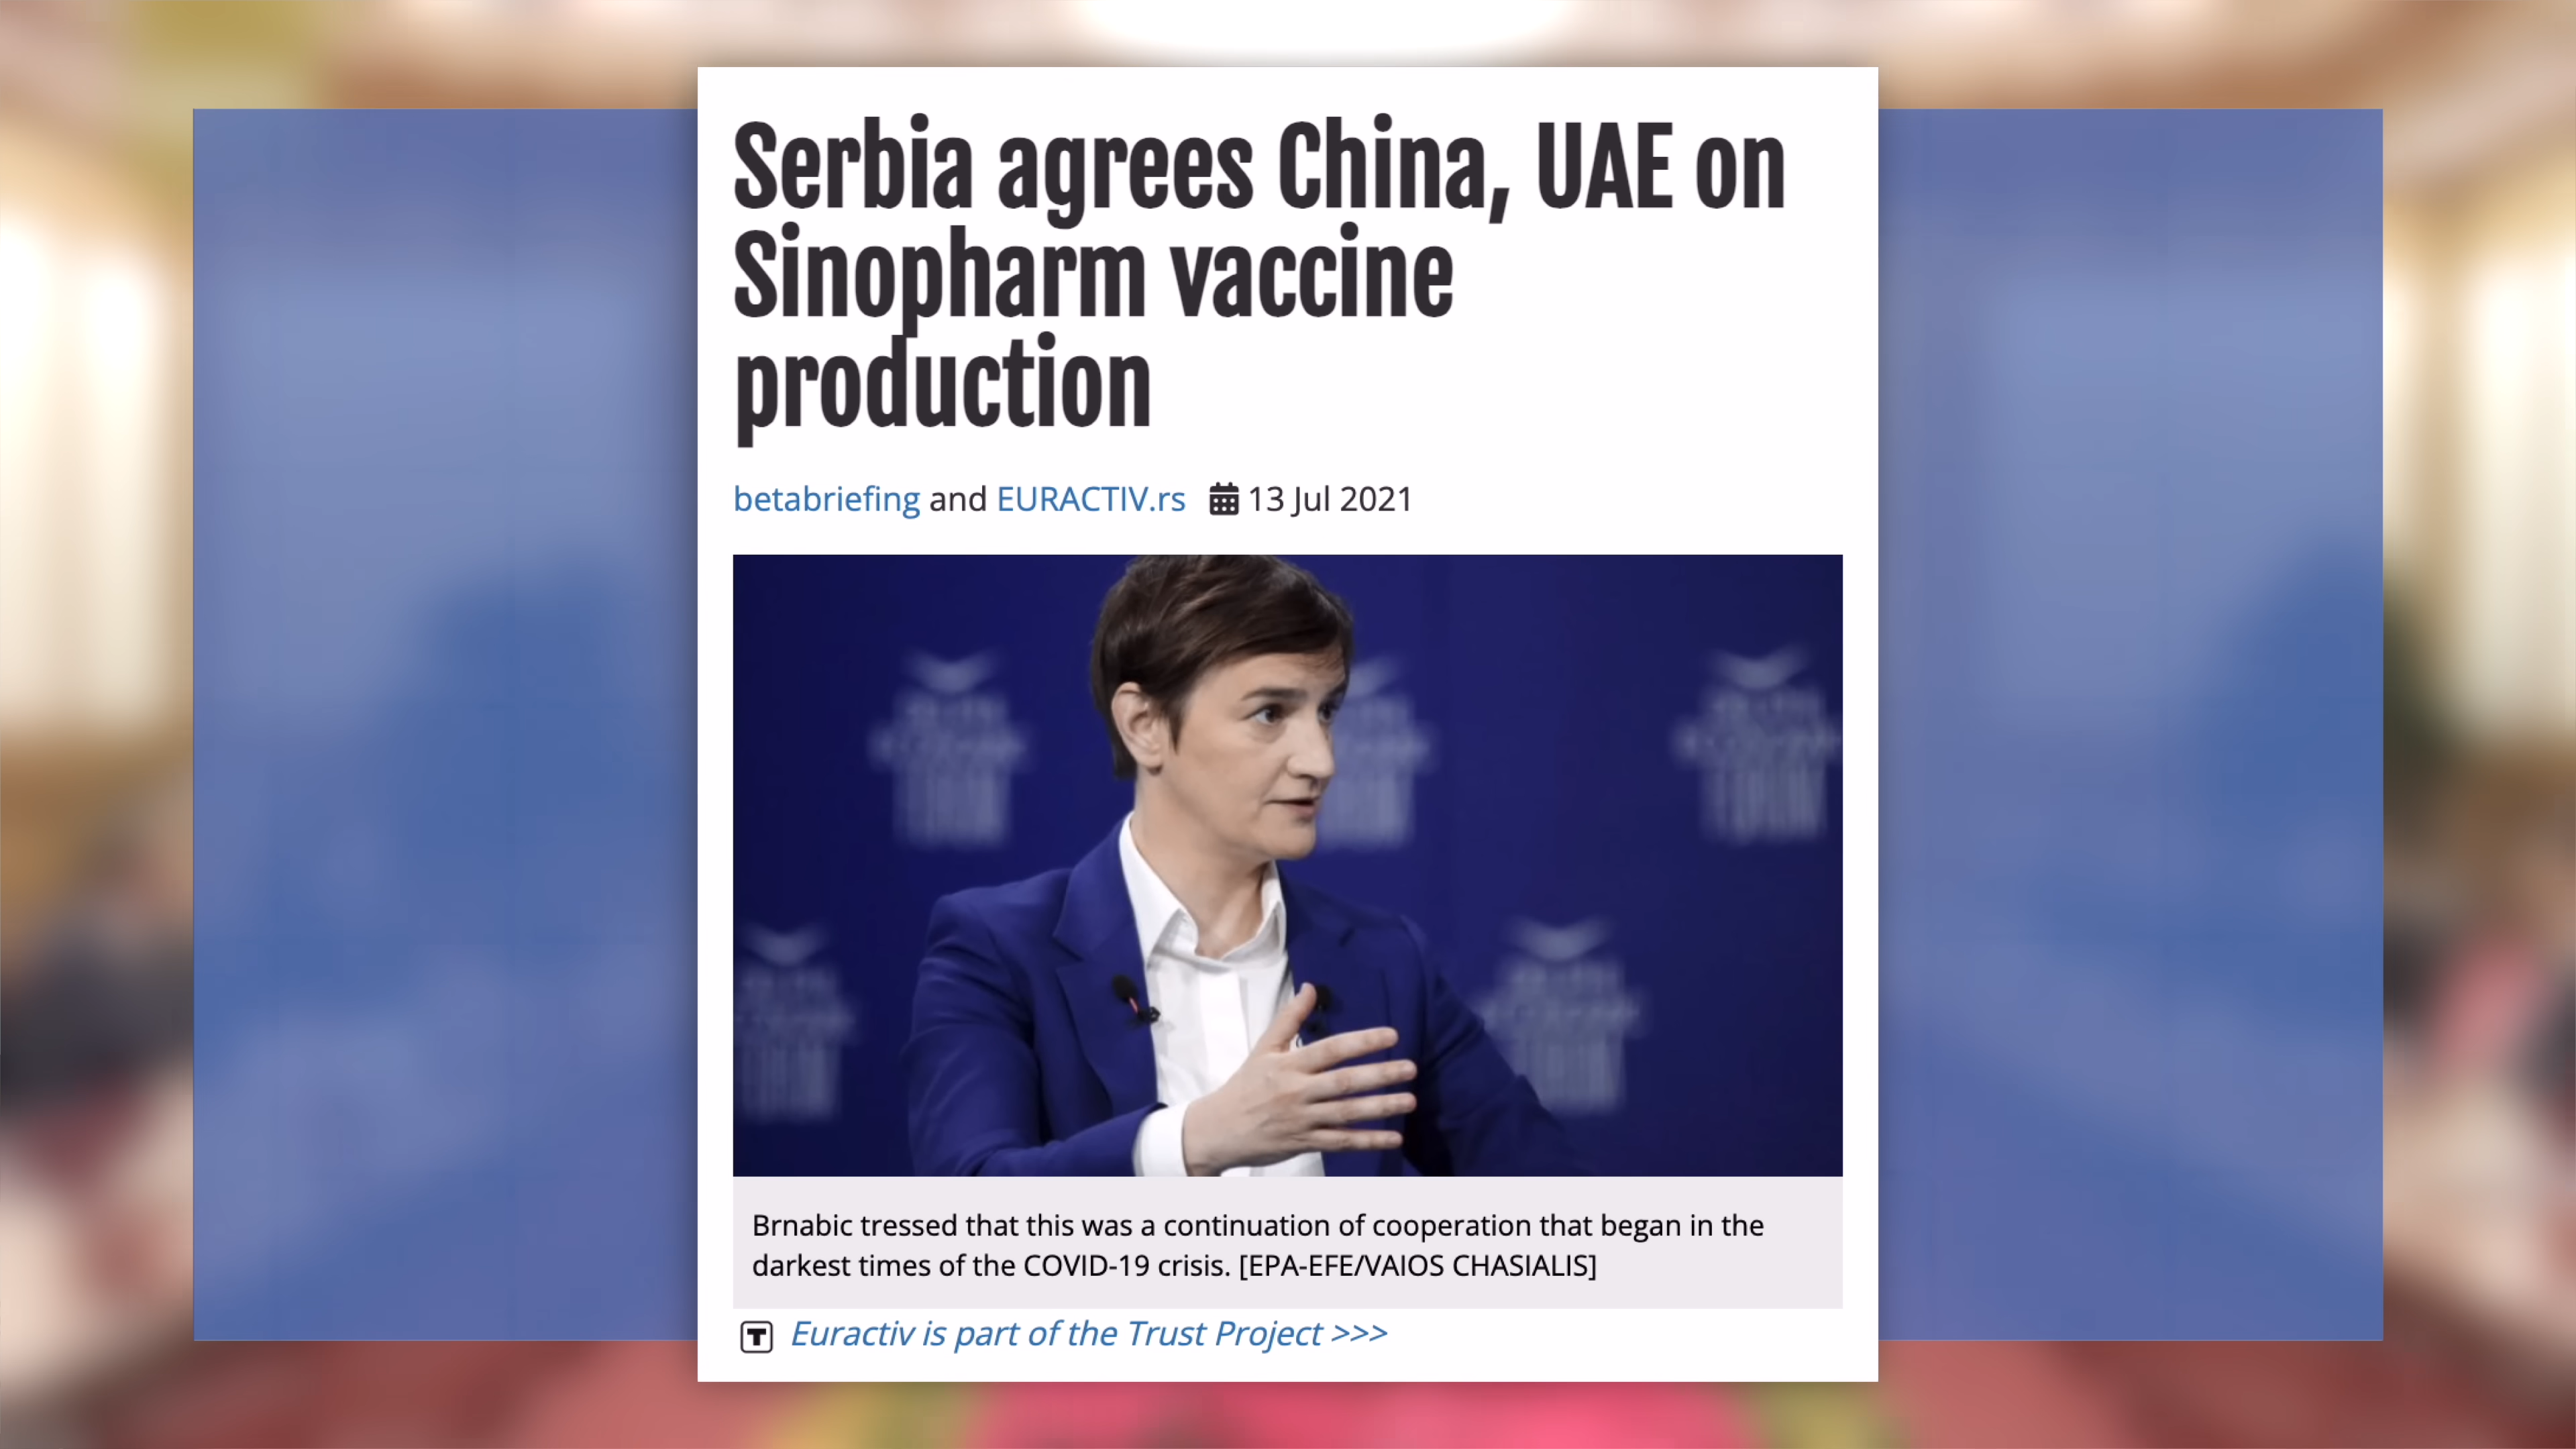 Serbia agrees China, UAE on
Sinopharm vaccine
production
betabriefing and EURACTIV.rs 13 Jul 2021
Brnabic tressed that this was a continuation of cooperation that began in the
darkest times of the COVID-19 crisis. [EPA-EFE/VAIOS CHASIALIS]
T Euractiv is part of the Trust Project >>>